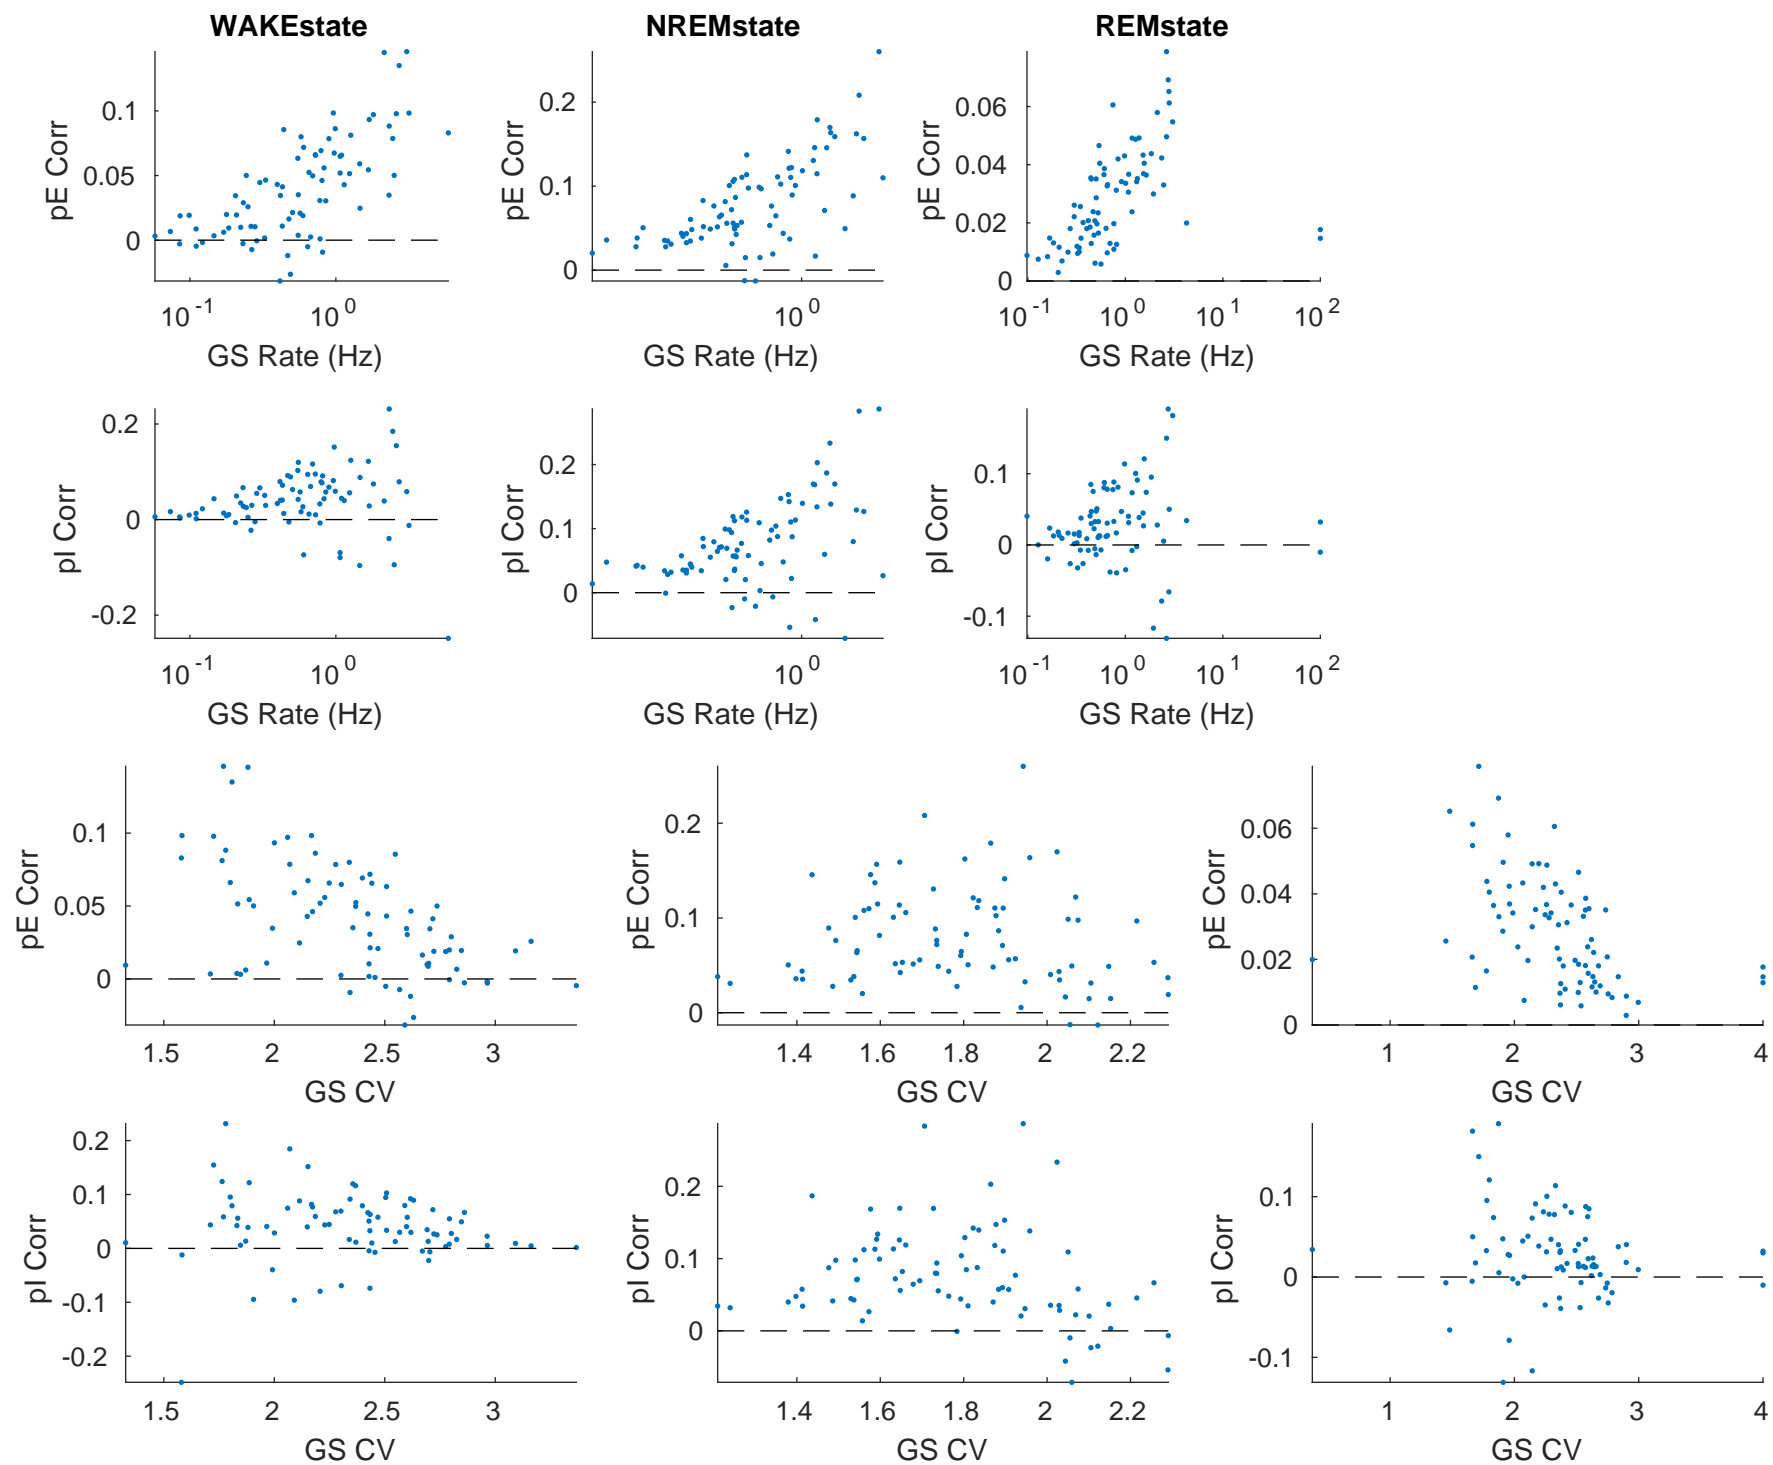 WAKEstate NREMstate REMstate
pE Corr 0.1 0.05 0
10^-1 10^0
GS Rate (Hz)
pE Corr 0.2 0.1 0
10^0
GS Rate (Hz)
pE Corr 0.06 0.04 0.02 0
10^-1 10^0 10^1 10^2
GS Rate (Hz)
pI Corr 0.2 0 -0.2
10^-1 10^0
GS Rate (Hz)
pI Corr 0.2 0.1 0
10^0
GS Rate (Hz)
pI Corr 0.1 0 -0.1
10^-1 10^0 10^1 10^2
GS Rate (Hz)
pE Corr 0.1 0.05 0
1.5 2 2.5 3
GS CV
pE Corr 0.2 0.1 0
1.4 1.6 1.8 2 2.2
GS CV
pE Corr 0.06 0.04 0.02 0
1 2 3 4
GS CV
pI Corr 0.2 0.1 0 -0.1 -0.2
1.5 2 2.5 3
GS CV
pI Corr 0.2 0.1 0
1.4 1.6 1.8 2 2.2
GS CV
pI Corr 0.1 0 -0.1
1 2 3 4
GS CV